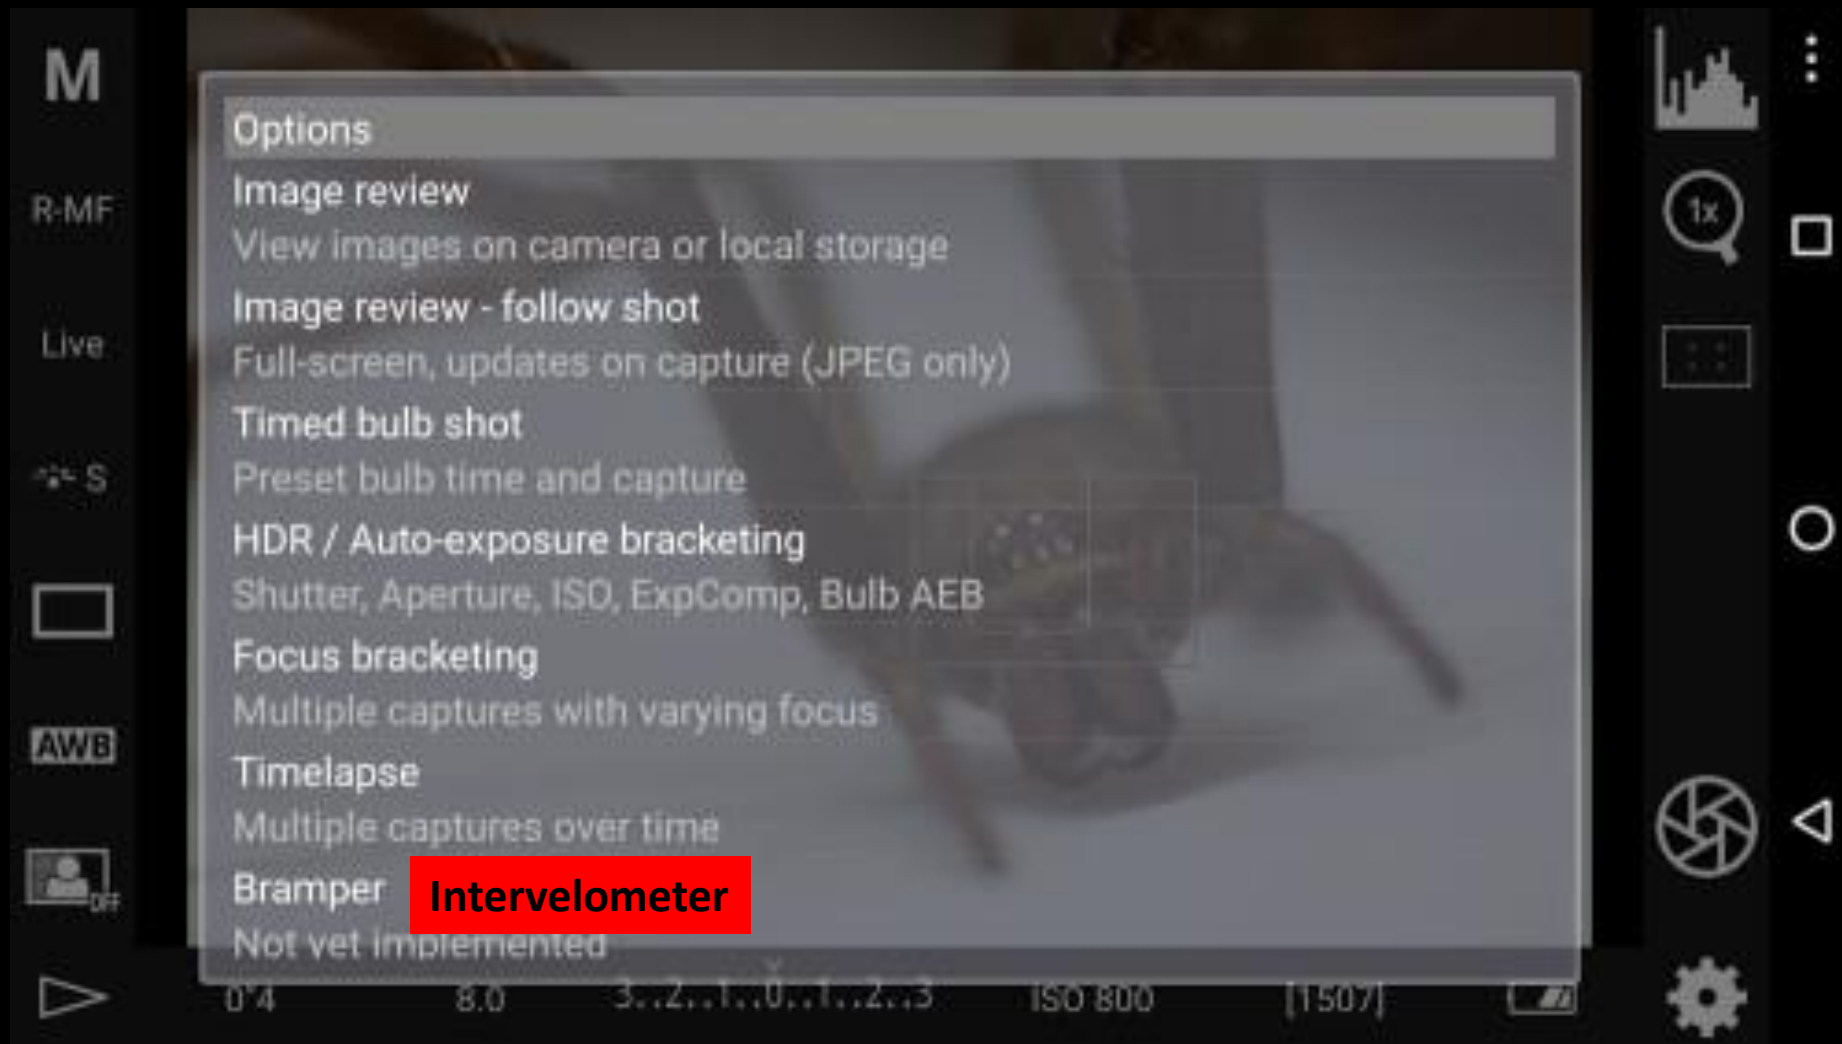 M
R-MF
Live
S
AWB
OFF
Options
Image review
View images on camera or local storage
Image review - follow shot
Full-screen, updates on capture (JPEG only)
Timed bulb shot
Preset bulb time and capture
HDR / Auto-exposure bracketing
Shutter, Aperture, ISO, ExpComp, Bulb AEB
Focus bracketing
Multiple captures with varying focus
Timelapse
Multiple captures over time
Bramper Intervelometer
Not yet implemented
0"4 8.0 3..2..1..0..1..2..3 ISO 800 [1507]
1x